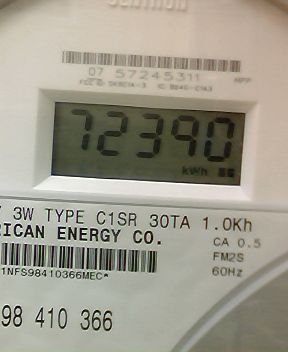 07 57245311
72390
kWh
3W TYPE C1SR 30TA 1.0Kh
RICAN ENERGY CO.
CA 0.5
FM2S
60Hz
1NFS98410366MEC*
98 410 366